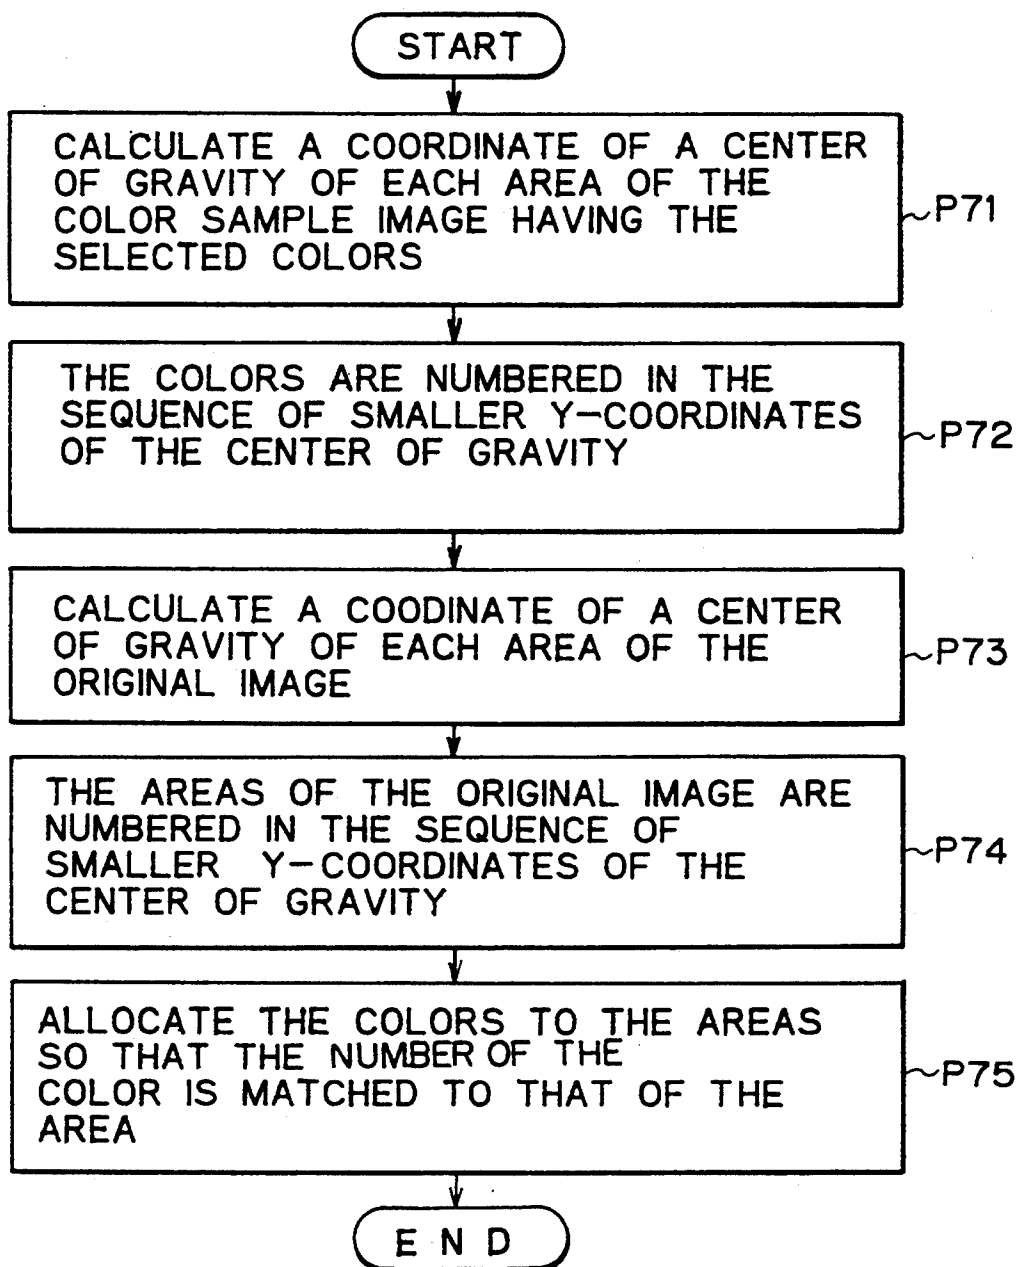 START
CALCULATE A COORDINATE OF A CENTER
OF GRAVITY OF EACH AREA OF THE
COLOR SAMPLE IMAGE HAVING THE
SELECTED COLORS
P71
THE COLORS ARE NUMBERED IN THE
SEQUENCE OF SMALLER Y-COORDINATES
OF THE CENTER OF GRAVITY
P72
CALCULATE A COODINATE OF A CENTER
OF GRAVITY OF EACH AREA OF THE
ORIGINAL IMAGE
P73
THE AREAS OF THE ORIGINAL IMAGE ARE
NUMBERED IN THE SEQUENCE OF
SMALLER Y-COORDINATES OF THE
CENTER OF GRAVITY
P74
ALLOCATE THE COLORS TO THE AREAS
SO THAT THE NUMBER OF THE
COLOR IS MATCHED TO THAT OF THE
AREA
P75
END